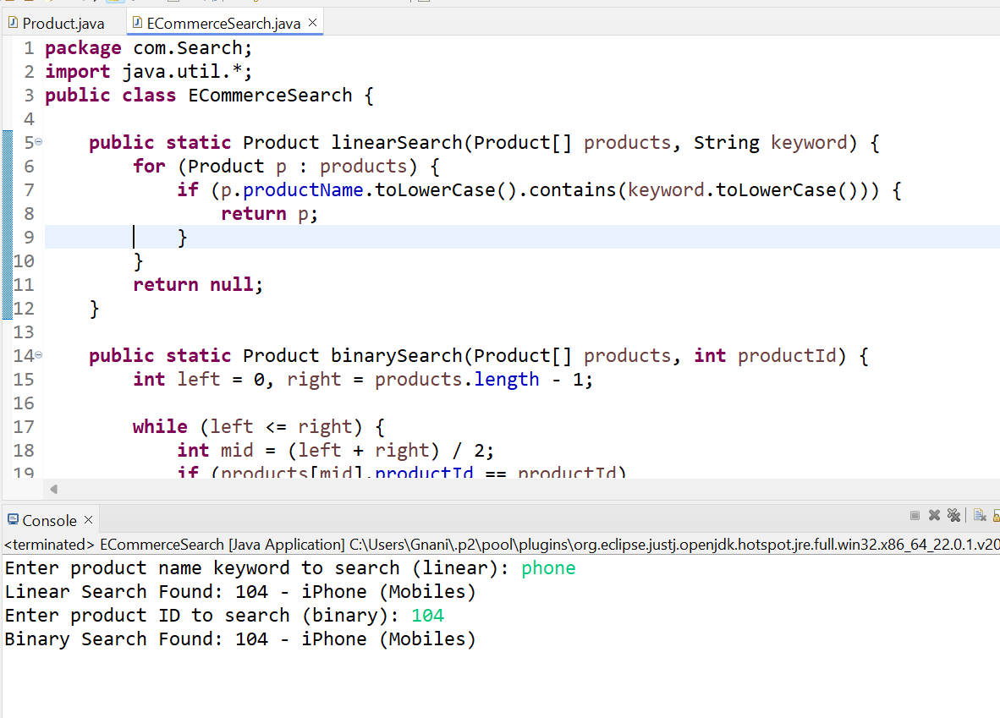 Product.java
ECommerceSearch.java
1 package com.Search;
2 import java.util.*;
3 public class ECommerceSearch {
4
5 public static Product linearSearch(Product[] products, String keyword) {
6 for (Product p : products) {
7 if (p.productName.toLowerCase().contains(keyword.toLowerCase())) {
8 return p;
9 }
10 }
11 return null;
12 }
13
14 public static Product binarySearch(Product[] products, int productId) {
15 int left = 0, right = products.length - 1;
16
17 while (left <= right) {
18 int mid = (left + right) / 2;
19 if (products[mid].productId == productId)
Console
<terminated> ECommerceSearch [Java Application] C:\Users\Gnani\.p2\pool\plugins\org.eclipse.justj.openjdk.hotspot.jre.full.win32.x86_64_22.0.1.v20
Enter product name keyword to search (linear): phone
Linear Search Found: 104 - iPhone (Mobiles)
Enter product ID to search (binary): 104
Binary Search Found: 104 - iPhone (Mobiles)